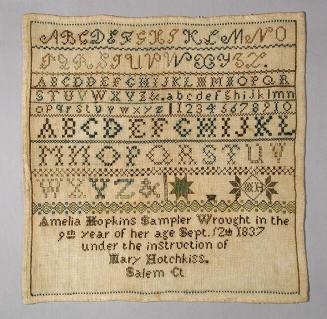 ABCDEFGHIJKLMNO
PQRSTUVWXYZ
ABCDEFGHIJKLMNOPQR
STUVWXYZ&.abcdefghijklmn
opqrstuvwxyz 12345678910
ABCDEFGHIJKL
MNOPQRSTUV
WXYZ&
Amelia Hopkins Sampler Wrought in the
9th year of her age Sept. 12th 1837
under the instruction of
Mary Hotchkiss.
Salem Ct